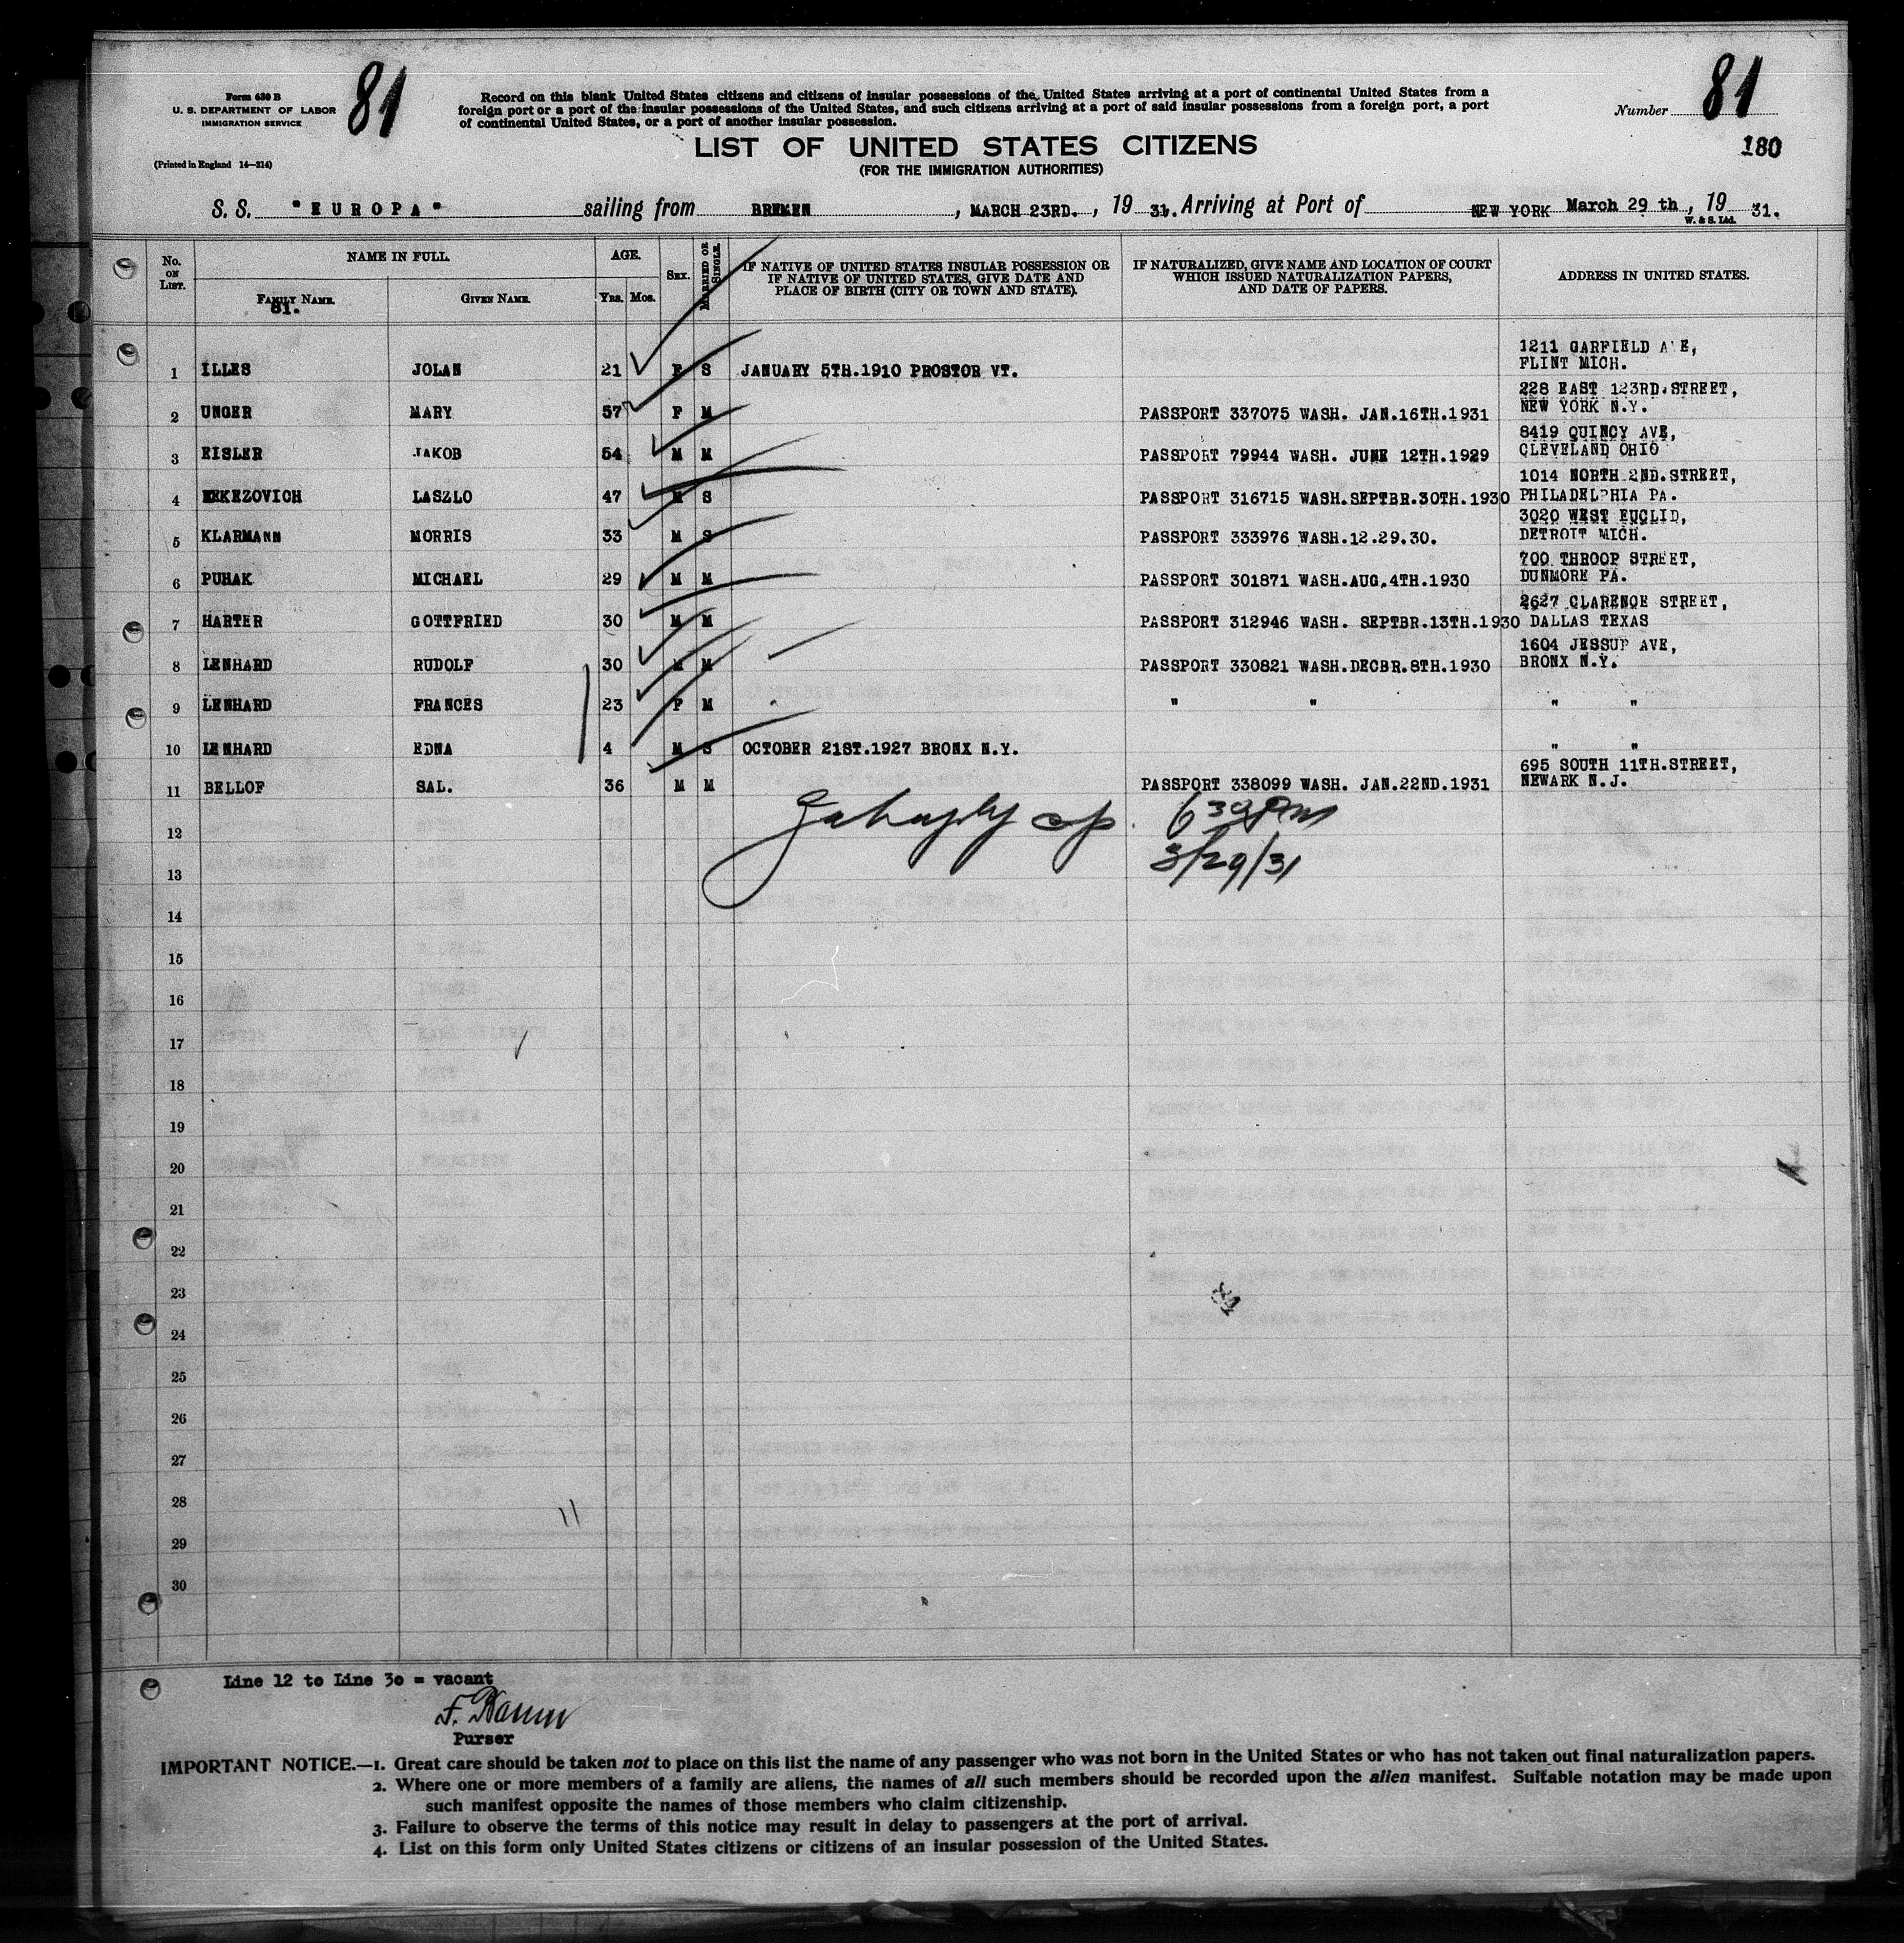 Form 630 B
U. S. DEPARTMENT OF LABOR
IMMIGRATION SERVICE
(Printed in England 14—214)
81
Record on this blank United States citizens and citizens of insular possessions of the United States arriving at a port of continental United States from a
foreign port or a port of the insular possessions of the United States, and such citizens arriving at a port of said insular possessions from a foreign port, a port
of continental United States, or a port of another insular possession.
Number 81
180
LIST OF UNITED STATES CITIZENS
(FOR THE IMMIGRATION AUTHORITIES)
S. S. "EUROPA" sailing from BREMEN, MARCH 23RD., 1931. Arriving at Port of NEW YORK March 29 th, 1931.
W. & S. Ltd.
No. ON LIST. NAME IN FULL. AGE. SEX. MARRIED OR SINGLE. IF NATIVE OF UNITED STATES INSULAR POSSESSION OR IF NATIVE OF UNITED STATES, GIVE DATE AND PLACE OF BIRTH (CITY OR TOWN AND STATE). IF NATURALIZED, GIVE NAME AND LOCATION OF COURT WHICH ISSUED NATURALIZATION PAPERS, AND DATE OF PAPERS. ADDRESS IN UNITED STATES.
FAMILY NAME. GIVEN NAME. YRS. MOS.
81.
1 ILLES JOLAN 21 F S JANUARY 5TH.1910 PROSTOR VT. 1211 GARFIELD AVE, FLINT MICH.
2 UNGER MARY 57 F M PASSPORT 337075 WASH. JAN.16TH.1931 228 EAST 123RD.STREET, NEW YORK N.Y.
3 EISLER JAKOB 54 M M PASSPORT 79944 WASH. JUNE 12TH.1929 8419 QUINCY AVE, CLEVELAND OHIO
4 ERKEZOVICH LASZLO 47 M S PASSPORT 316715 WASH.SEPTBR.30TH.1930 1014 NORTH 2ND.STREET, PHILADELPHIA PA.
5 KLARMANN MORRIS 33 M S PASSPORT 333976 WASH.12.29.30. 3020 WEST EUCLID, DETROIT MICH.
6 PUHAK MICHAEL 29 M M PASSPORT 301871 WASH.AUG.4TH.1930 700 THROOP STREET, DUNMORE PA.
7 HARTER GOTTFRIED 30 M M PASSPORT 312946 WASH. SEPTBR.13TH.1930 2627 CLARENCE STREET, DALLAS TEXAS
8 LENHARD RUDOLF 30 M M PASSPORT 330821 WASH.DECBR.8TH.1930 1604 JESSUP AVE, BRONX N.Y.
9 LENHARD FRANCES 23 F M " " " "
10 LENHARD EDNA 4 M S OCTOBER 21ST.1927 BRONX N.Y. " "
11 BELLOF SAL. 36 M M PASSPORT 338099 WASH. JAN.22ND.1931 695 SOUTH 11TH.STREET, NEWARK N.J.
12 630 PM
13 3/29/31
14
15
16
17
18
19
20
21
22
23
24
25
26
27
28
29
30
Line 12 to Line 30 = vacant
Purser
IMPORTANT NOTICE.—1. Great care should be taken not to place on this list the name of any passenger who was not born in the United States or who has not taken out final naturalization papers.
2. Where one or more members of a family are aliens, the names of all such members should be recorded upon the alien manifest. Suitable notation may be made upon
such manifest opposite the names of those members who claim citizenship.
3. Failure to observe the terms of this notice may result in delay to passengers at the port of arrival.
4. List on this form only United States citizens or citizens of an insular possession of the United States.